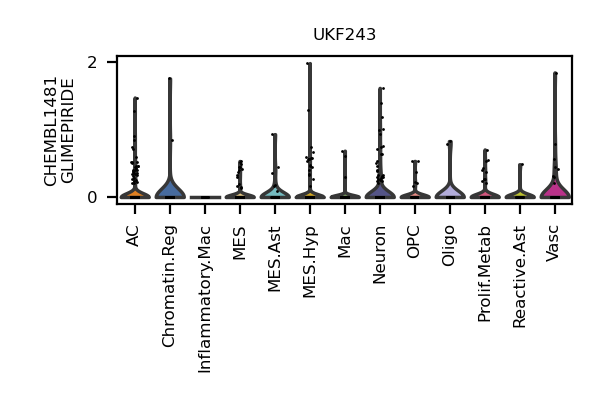 UKF243
CHEMBL1481
GLIMEPIRIDE
2
0
AC
Chromatin.Reg
Inflammatory.Mac
MES
MES.Ast
MES.Hyp
Mac
Neuron
OPC
Oligo
Prolif.Metab
Reactive.Ast
Vasc